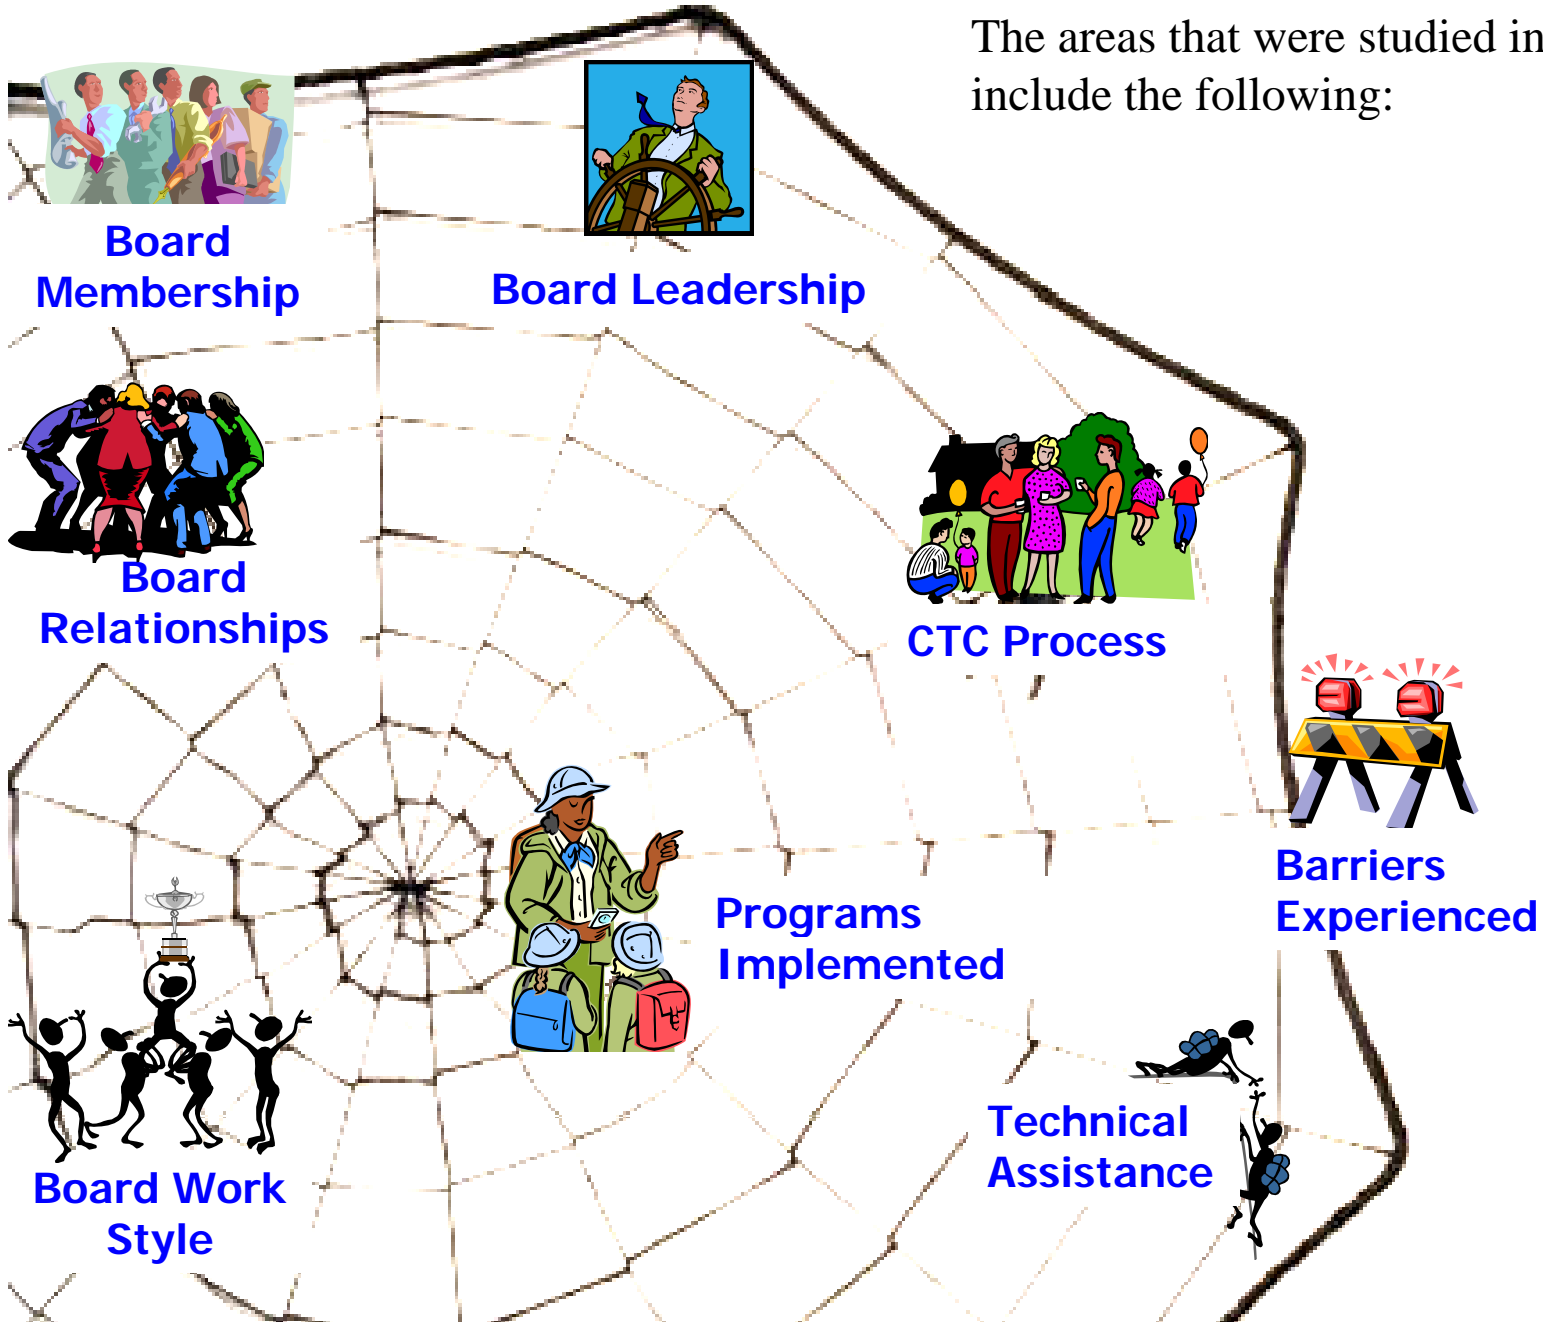 The areas that were studied in
include the following:
Board
Membership
Board Leadership
Board
Relationships
CTC Process
Barriers
Experienced
Programs
Implemented
Technical
Assistance
Board Work
Style